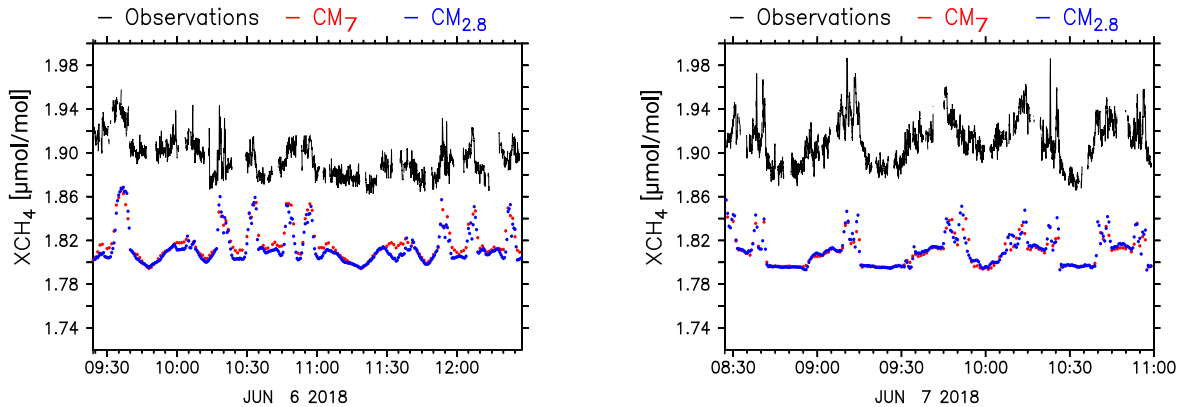 Observations CM7 CM2.8
XCH4 [μmol/mol]
1.98
1.94
1.90
1.86
1.82
1.78
1.74
09:30 10:00 10:30 11:00 11:30 12:00
JUN 6 2018
Observations CM7 CM2.8
XCH4 [μmol/mol]
1.98
1.94
1.90
1.86
1.82
1.78
1.74
08:30 09:00 09:30 10:00 10:30 11:00
JUN 7 2018